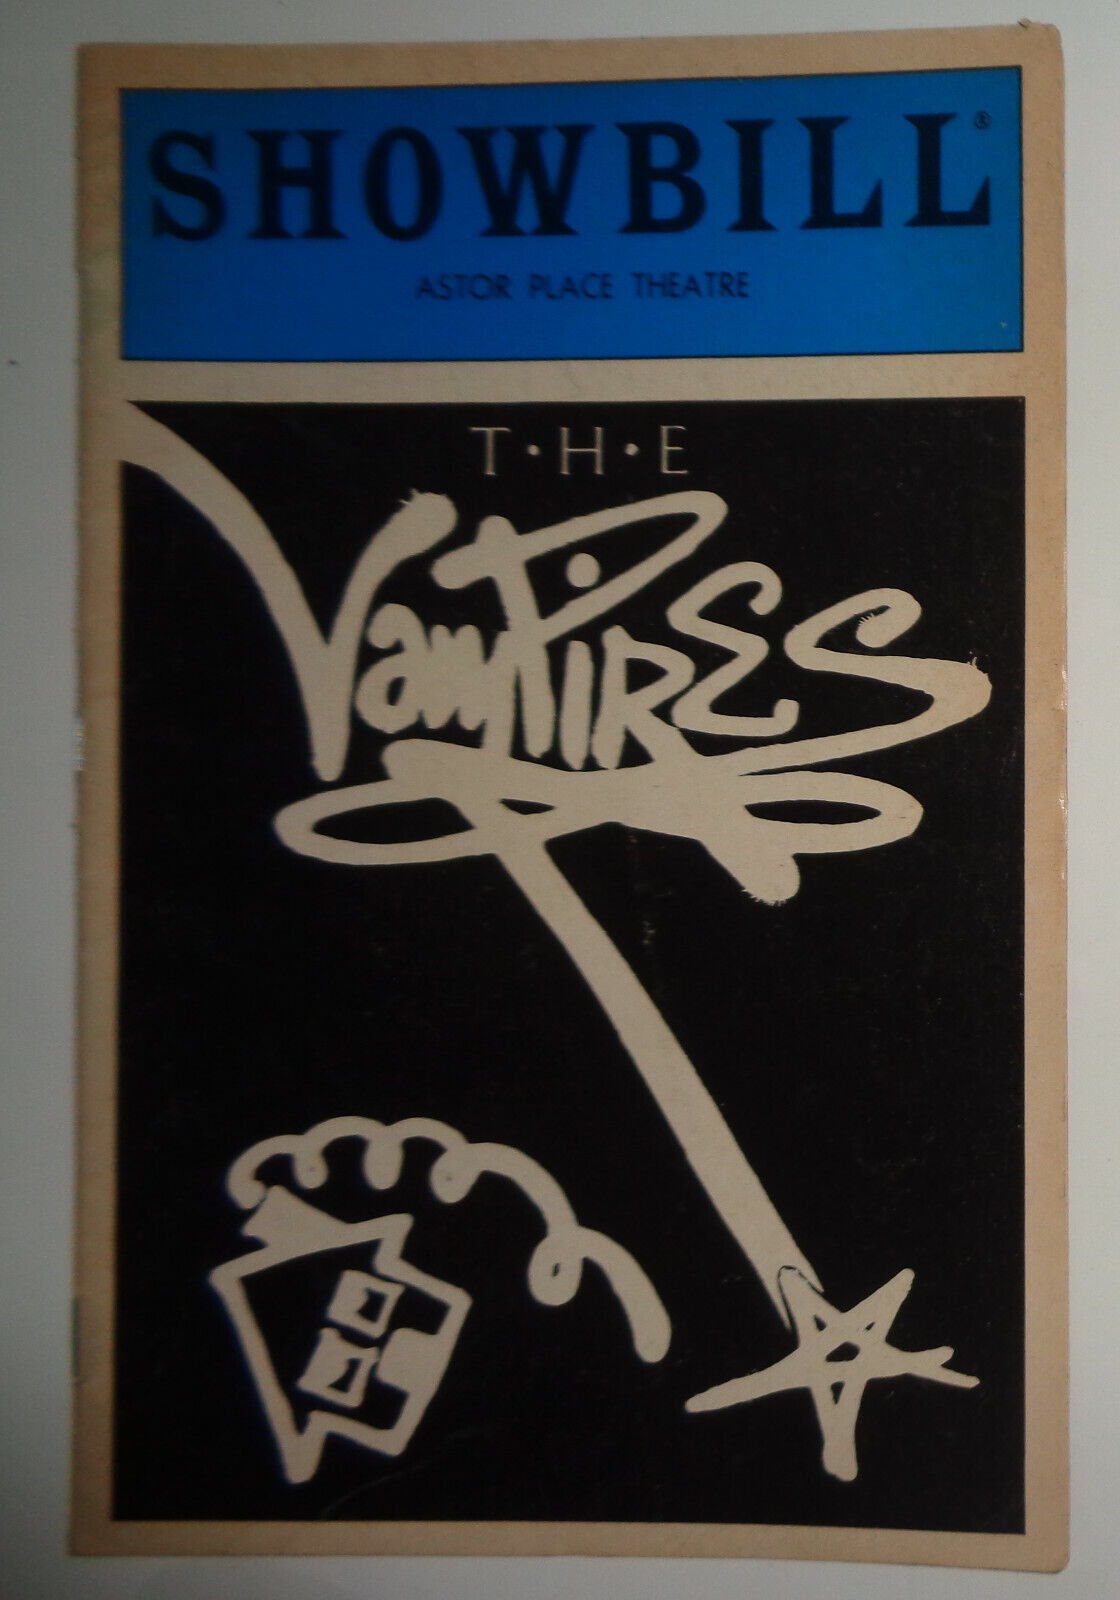 SHOWBILL®
ASTOR PLACE THEATRE
T·H·E
VamPIRES